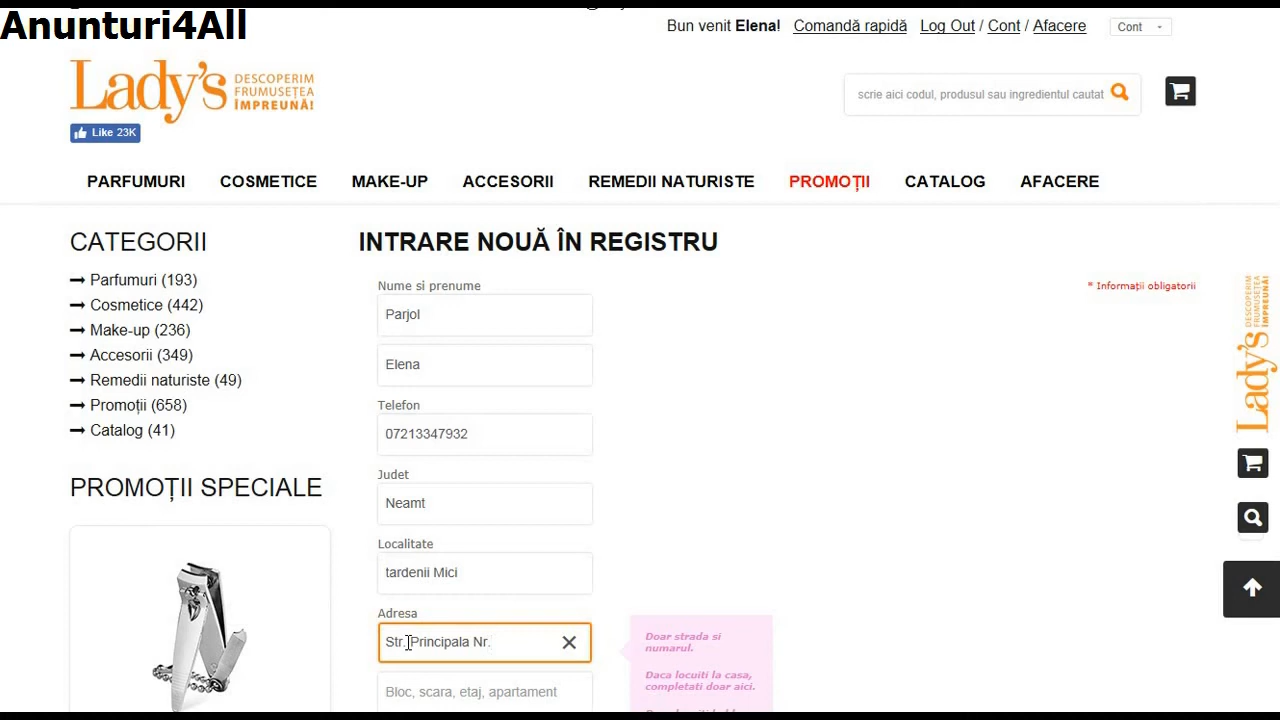 Anunturi4All
Bun venit Elena! Comandă rapidă Log Out / Cont / Afacere Cont
Lady's DESCOPERIM
FRUMUSEȚEA
ÎMPREUNĂ!
Like 23K
scrie aici codul, produsul sau ingredientul cautat
PARFUMURI COSMETICE MAKE-UP ACCESORII REMEDII NATURISTE PROMOȚII CATALOG AFACERE
CATEGORII
Parfumuri (193)
Cosmetice (442)
Make-up (236)
Accesorii (349)
Remedii naturiste (49)
Promoții (658)
Catalog (41)
PROMOȚII SPECIALE
INTRARE NOUĂ ÎN REGISTRU
* Informații obligatorii
Nume si prenume
Parjol
Elena
Telefon
07213347932
Judet
Neamt
Localitate
tardenii Mici
Adresa
Str. Principala Nr.
Bloc, scara, etaj, apartament
Doar strada si
numarul.
Daca locuiti la casa,
completati doar aici.
Lady's DESCOPERIM
FRUMUSEȚEA
ÎMPREUNĂ!